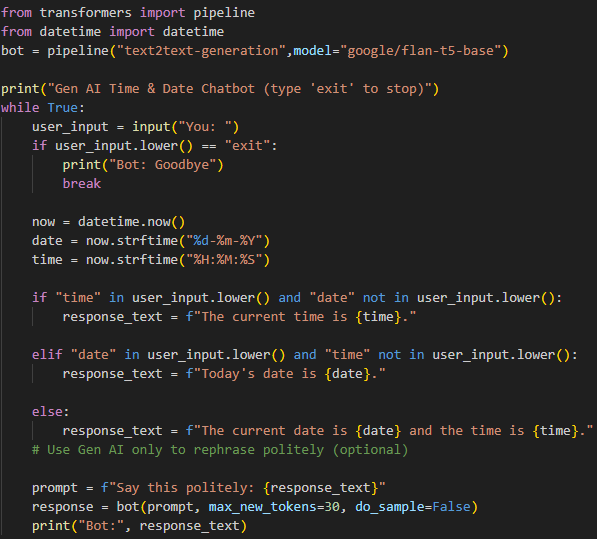 from transformers import pipeline
from datetime import datetime
bot = pipeline("text2text-generation",model="google/flan-t5-base")

print("Gen AI Time & Date Chatbot (type 'exit' to stop)")
while True:
    user_input = input("You: ")
    if user_input.lower() == "exit":
        print("Bot: Goodbye")
        break

    now = datetime.now()
    date = now.strftime("%d-%m-%Y")
    time = now.strftime("%H:%M:%S")

    if "time" in user_input.lower() and "date" not in user_input.lower():
        response_text = f"The current time is {time}."

    elif "date" in user_input.lower() and "time" not in user_input.lower():
        response_text = f"Today's date is {date}."

    else:
        response_text = f"The current date is {date} and the time is {time}."
    # Use Gen AI only to rephrase politely (optional)

    prompt = f"Say this politely: {response_text}"
    response = bot(prompt, max_new_tokens=30, do_sample=False)
    print("Bot:", response_text)